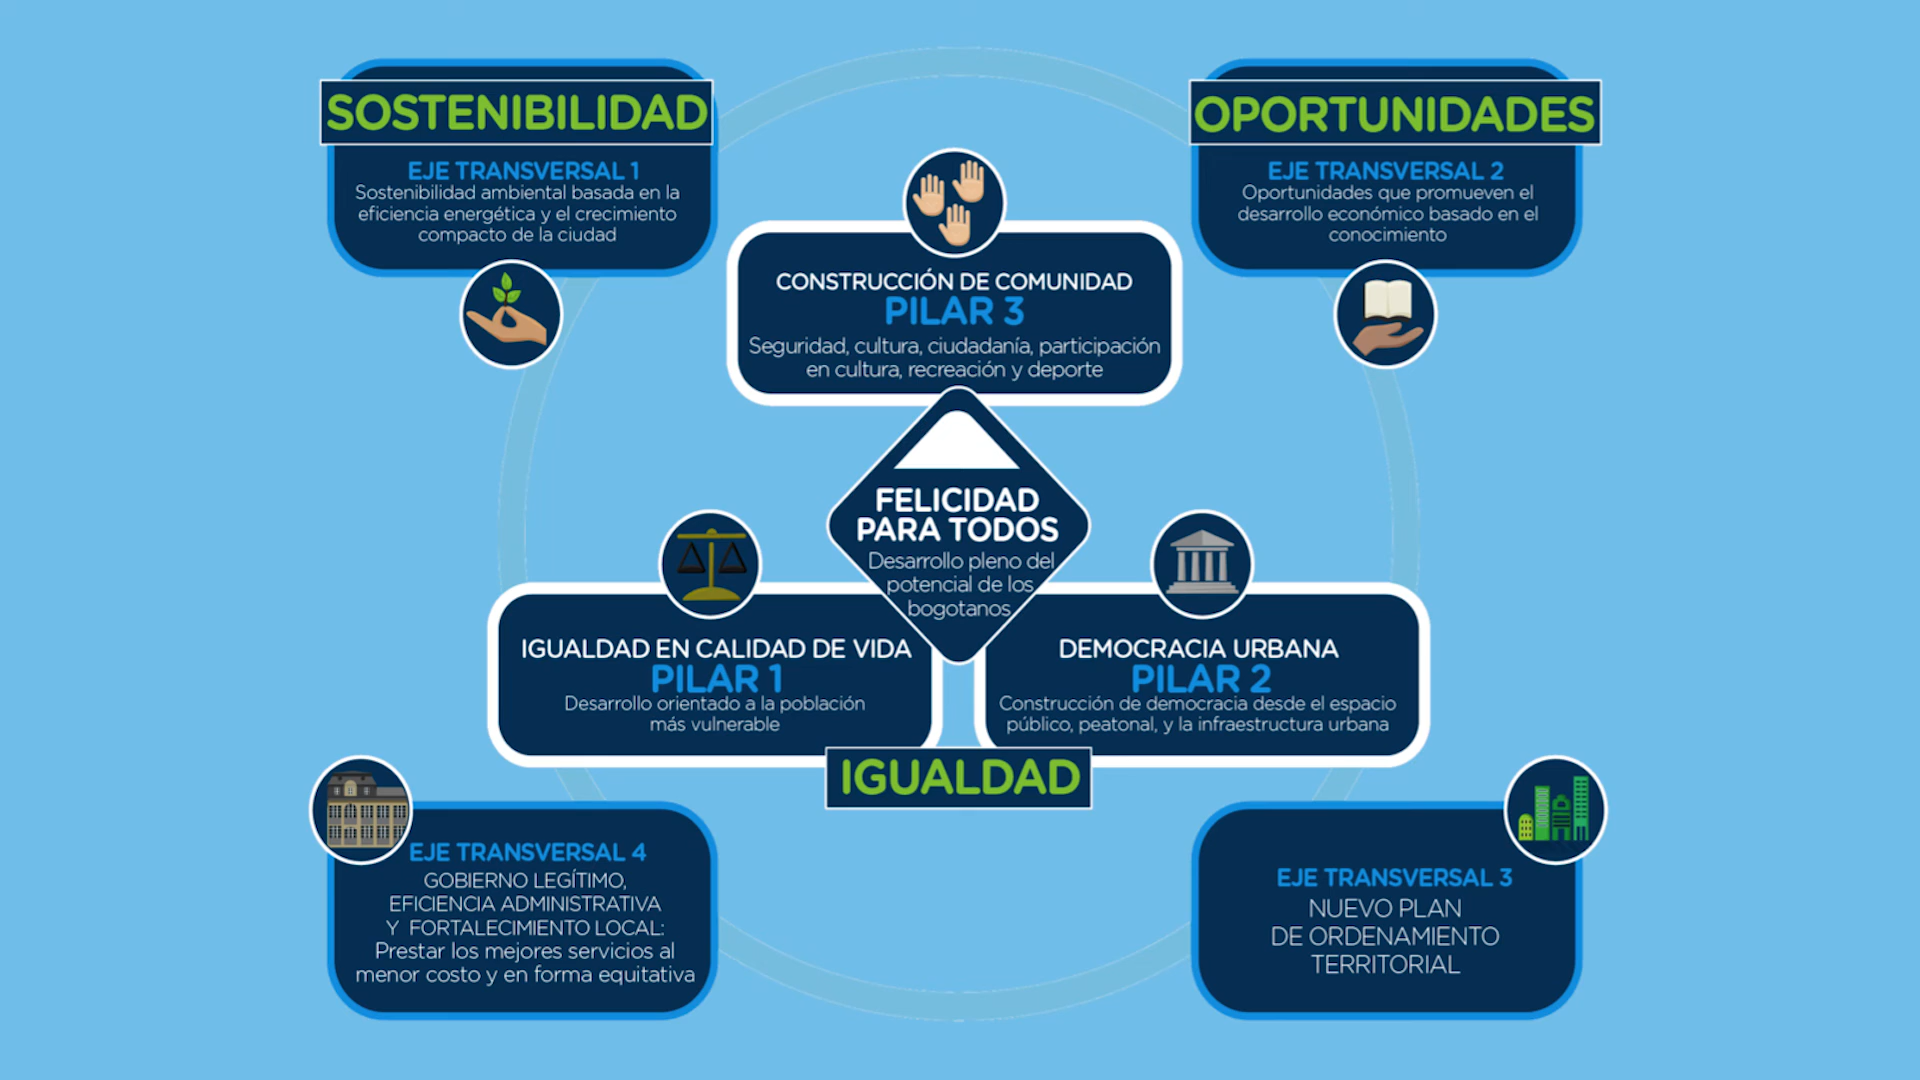 SOSTENIBILIDAD
EJE TRANSVERSAL 1
Sostenibilidad ambiental basada en la
eficiencia energética y el crecimiento
compacto de la ciudad
OPORTUNIDADES
EJE TRANSVERSAL 2
Oportunidades que promueven el
desarrollo económico basado en el
conocimiento
CONSTRUCCIÓN DE COMUNIDAD
PILAR 3
Seguridad, cultura, ciudadanía, participación
en cultura, recreación y deporte
FELICIDAD
PARA TODOS
Desarrollo pleno del
potencial de los
bogotanos
IGUALDAD EN CALIDAD DE VIDA
PILAR 1
Desarrollo orientado a la población
más vulnerable
DEMOCRACIA URBANA
PILAR 2
Construcción de democracia desde el espacio
público, peatonal, y la infraestructura urbana
IGUALDAD
EJE TRANSVERSAL 4
GOBIERNO LEGÍTIMO,
EFICIENCIA ADMINISTRATIVA
Y FORTALECIMIENTO LOCAL:
Prestar los mejores servicios al
menor costo y en forma equitativa
EJE TRANSVERSAL 3
NUEVO PLAN
DE ORDENAMIENTO
TERRITORIAL